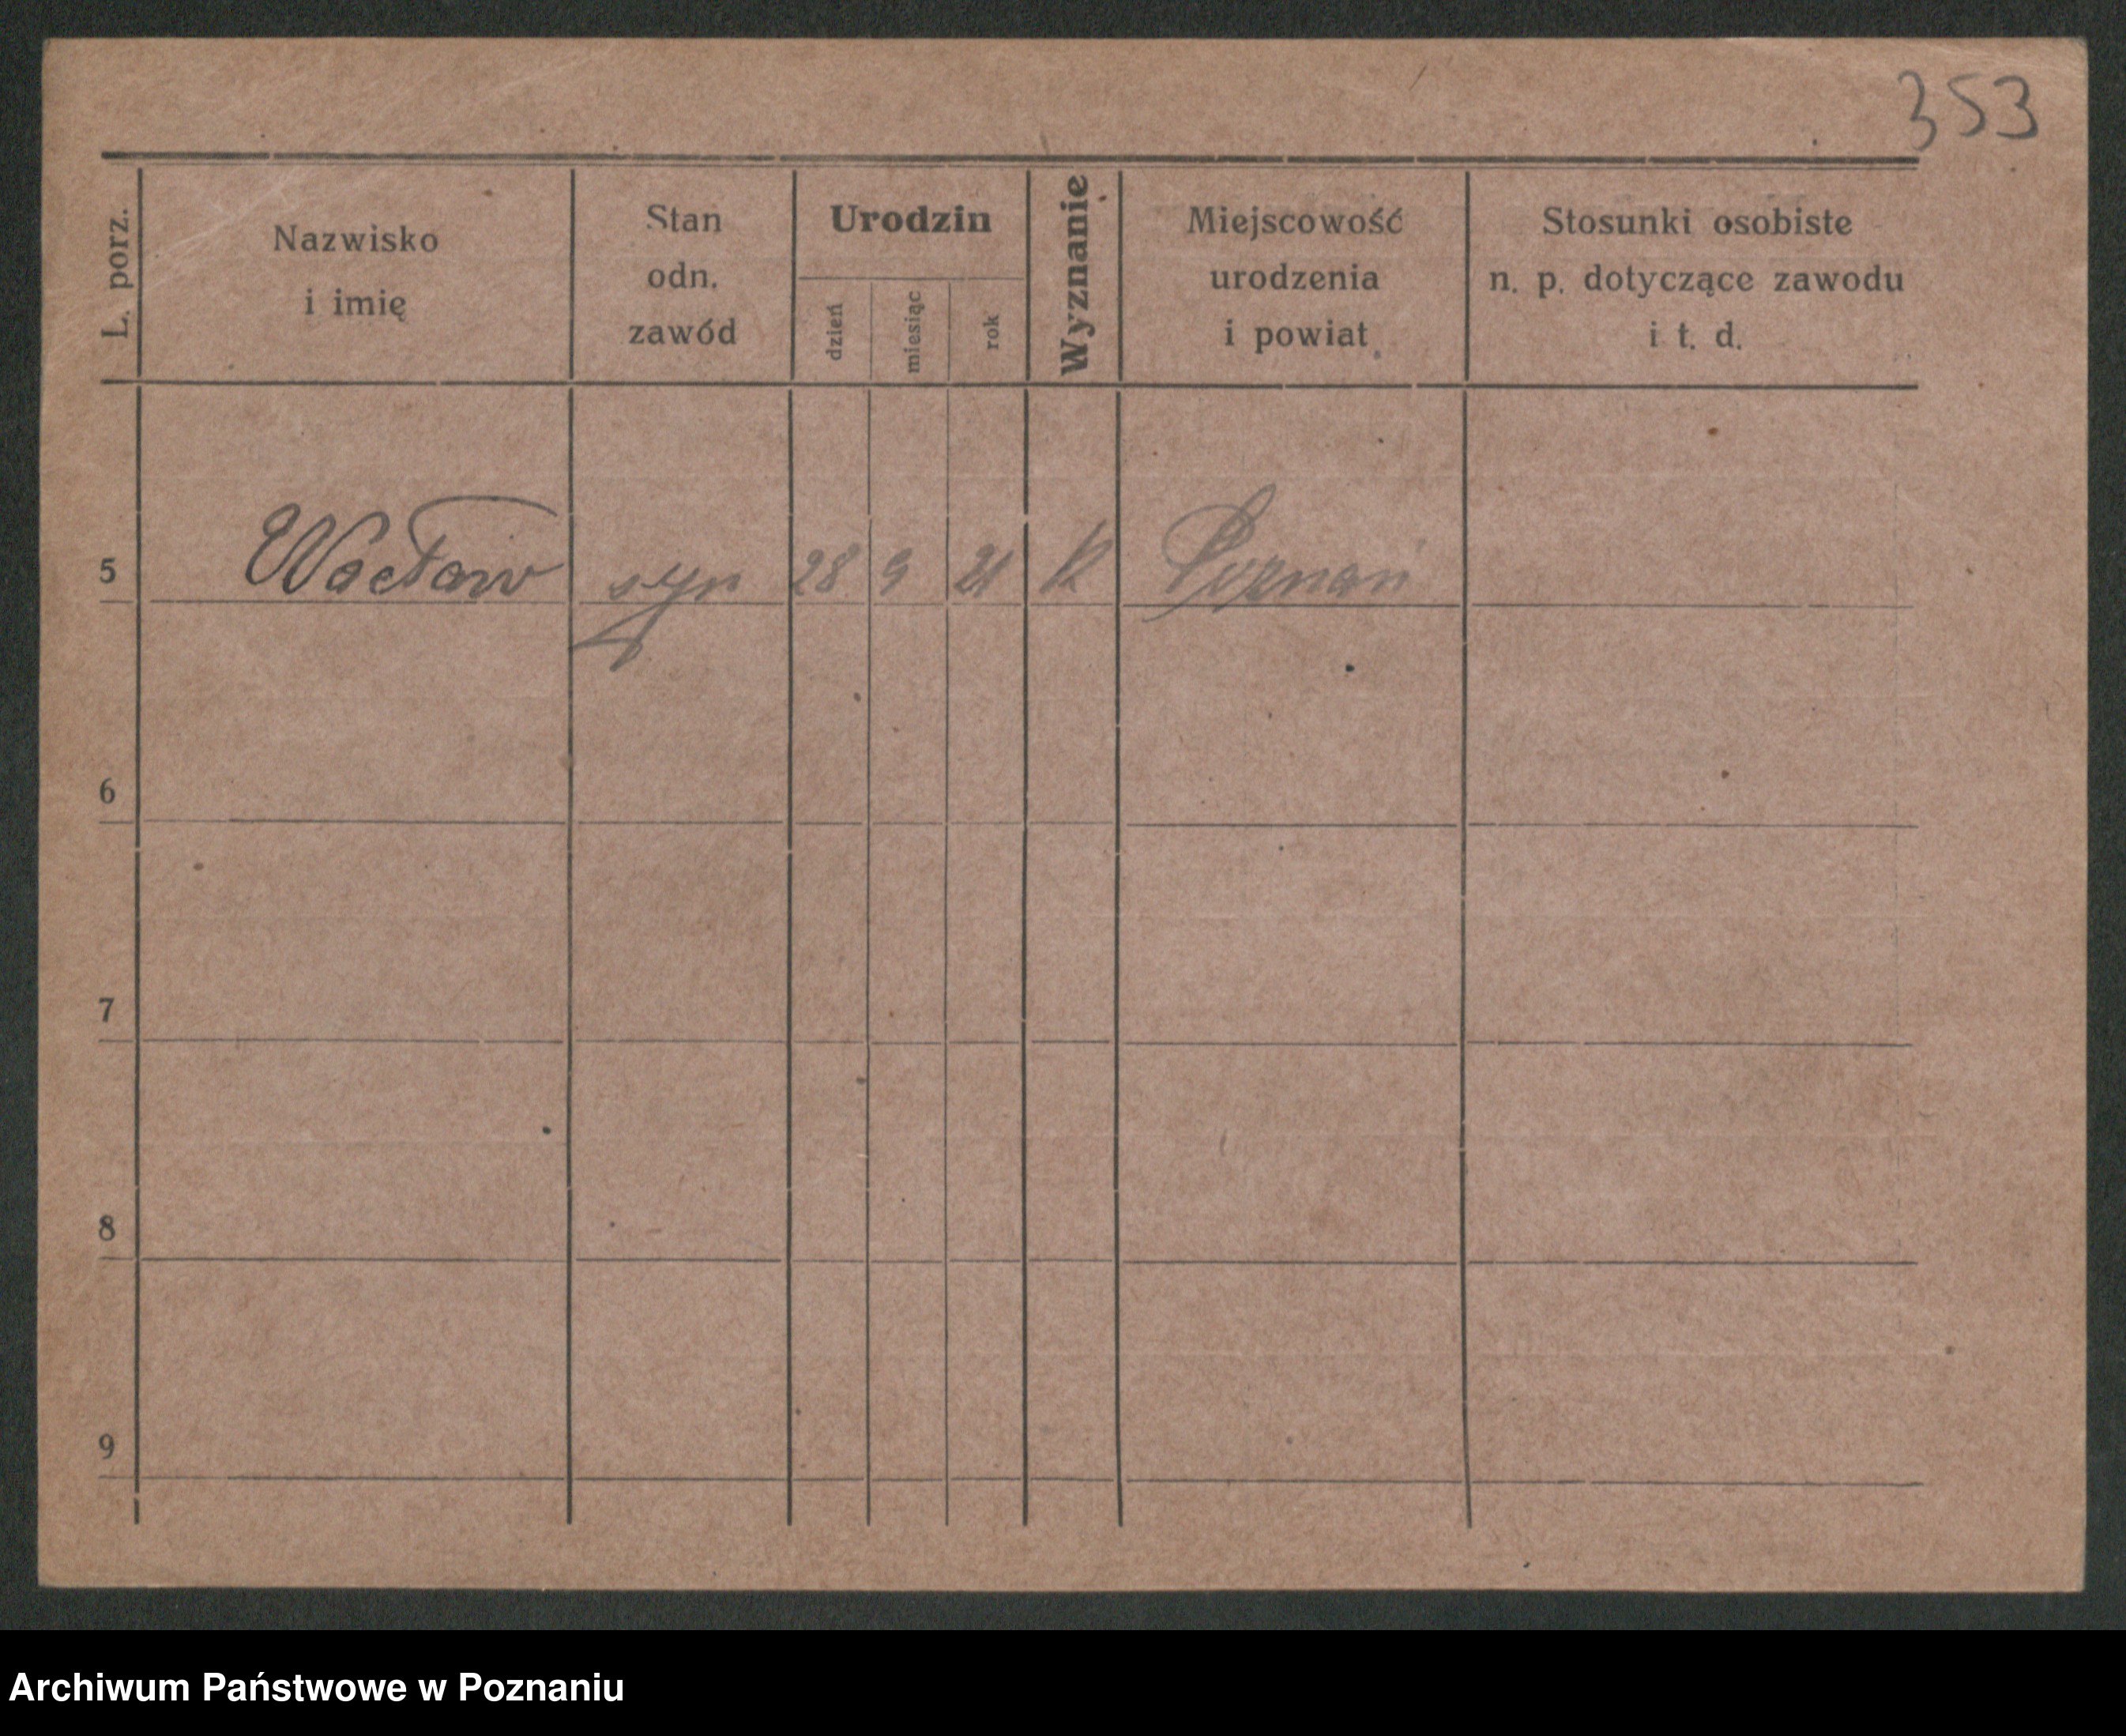 353
L. porz.
Nazwisko
i imię
Stan
odn.
zawód
Urodzin
dzień
miesiąc
rok
Wyznanie
Miejscowość
urodzenia
i powiat
Stosunki osobiste
n. p. dotyczące zawodu
i t. d.
5 Wacław syn 28 9 21 k Poznań
6
7
8
9
Archiwum Państwowe w Poznaniu